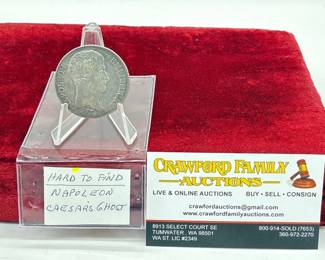 HARD TO FIND
NAPOLEON
CAESARS GHOST
CRAWFORD FAMILY
AUCTIONS
LIVE & ONLINE AUCTIONS BUY • SELL • CONSIGN
crawfordauctions@gmail.com
www.crawfordfamilyauctions.com
8913 SELECT COURT SE
TUMWATER, WA 98501
WA ST. LIC #2349
800-914-SOLD (7653)
360-972-2270